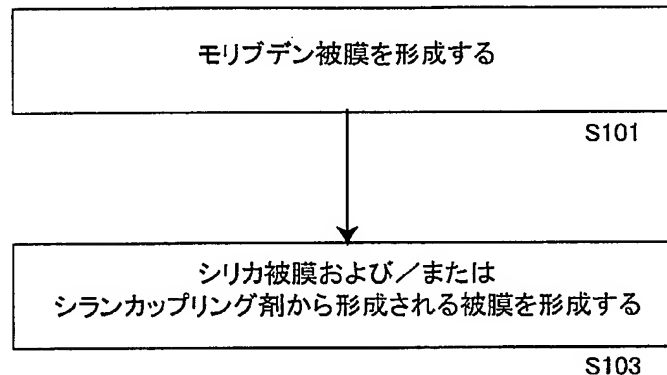 モリブデン被膜を形成する
S101
シリカ被膜および／または
シランカップリング剤から形成される被膜を形成する
S103